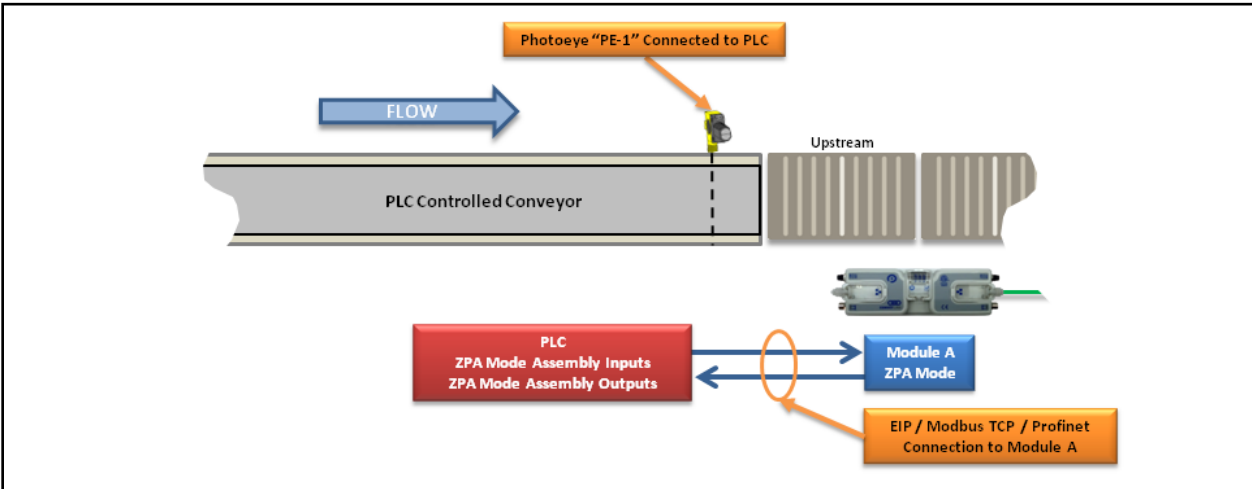 Photoeye “PE-1” Connected to PLC
FLOW
Upstream
PLC Controlled Conveyor
PLC
ZPA Mode Assembly Inputs
ZPA Mode Assembly Outputs
Module A
ZPA Mode
EIP / Modbus TCP / Profinet
Connection to Module A